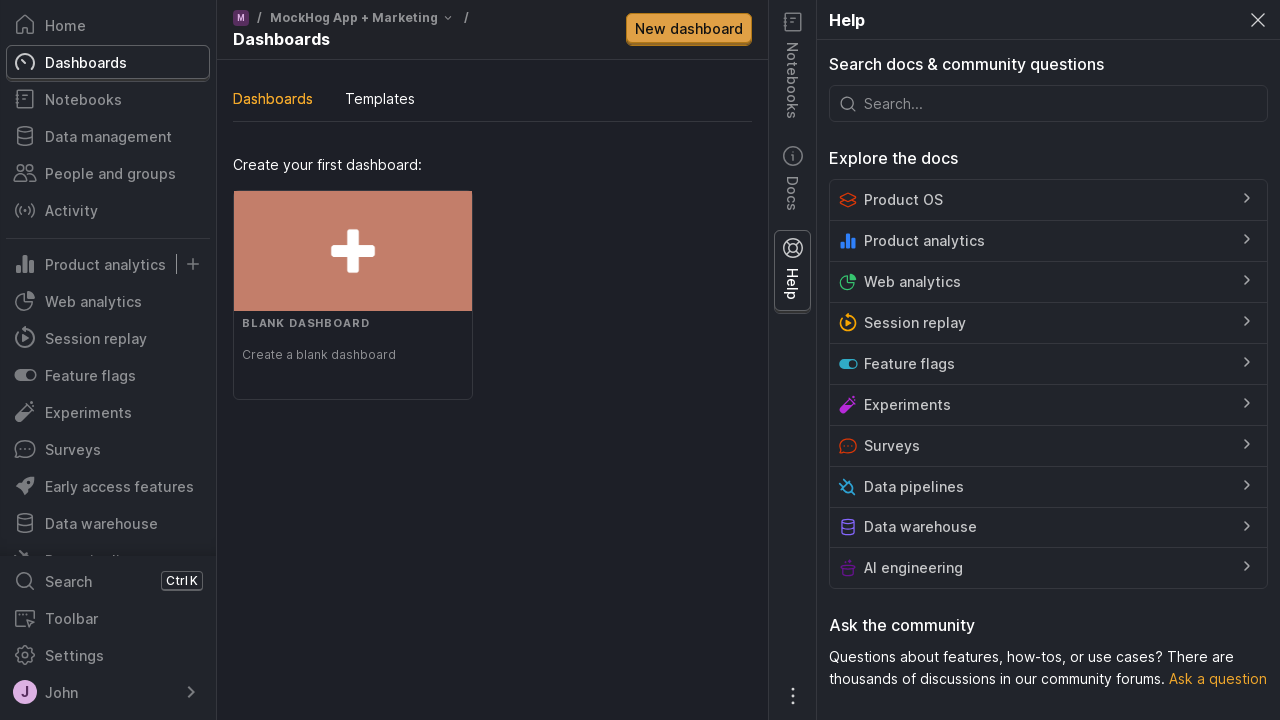 Home
Dashboards
Notebooks
Data management
People and groups
Activity
Product analytics
Web analytics
Session replay
Feature flags
Experiments
Surveys
Early access features
Data warehouse
Search Ctrl K
Toolbar
Settings
J John
M / MockHog App + Marketing /
Dashboards
New dashboard
Dashboards Templates
Create your first dashboard:
BLANK DASHBOARD
Create a blank dashboard
Notebooks
Docs
Help
Help
Search docs & community questions
Search...
Explore the docs
Product OS
Product analytics
Web analytics
Session replay
Feature flags
Experiments
Surveys
Data pipelines
Data warehouse
AI engineering
Ask the community
Questions about features, how-tos, or use cases? There are
thousands of discussions in our community forums. Ask a question